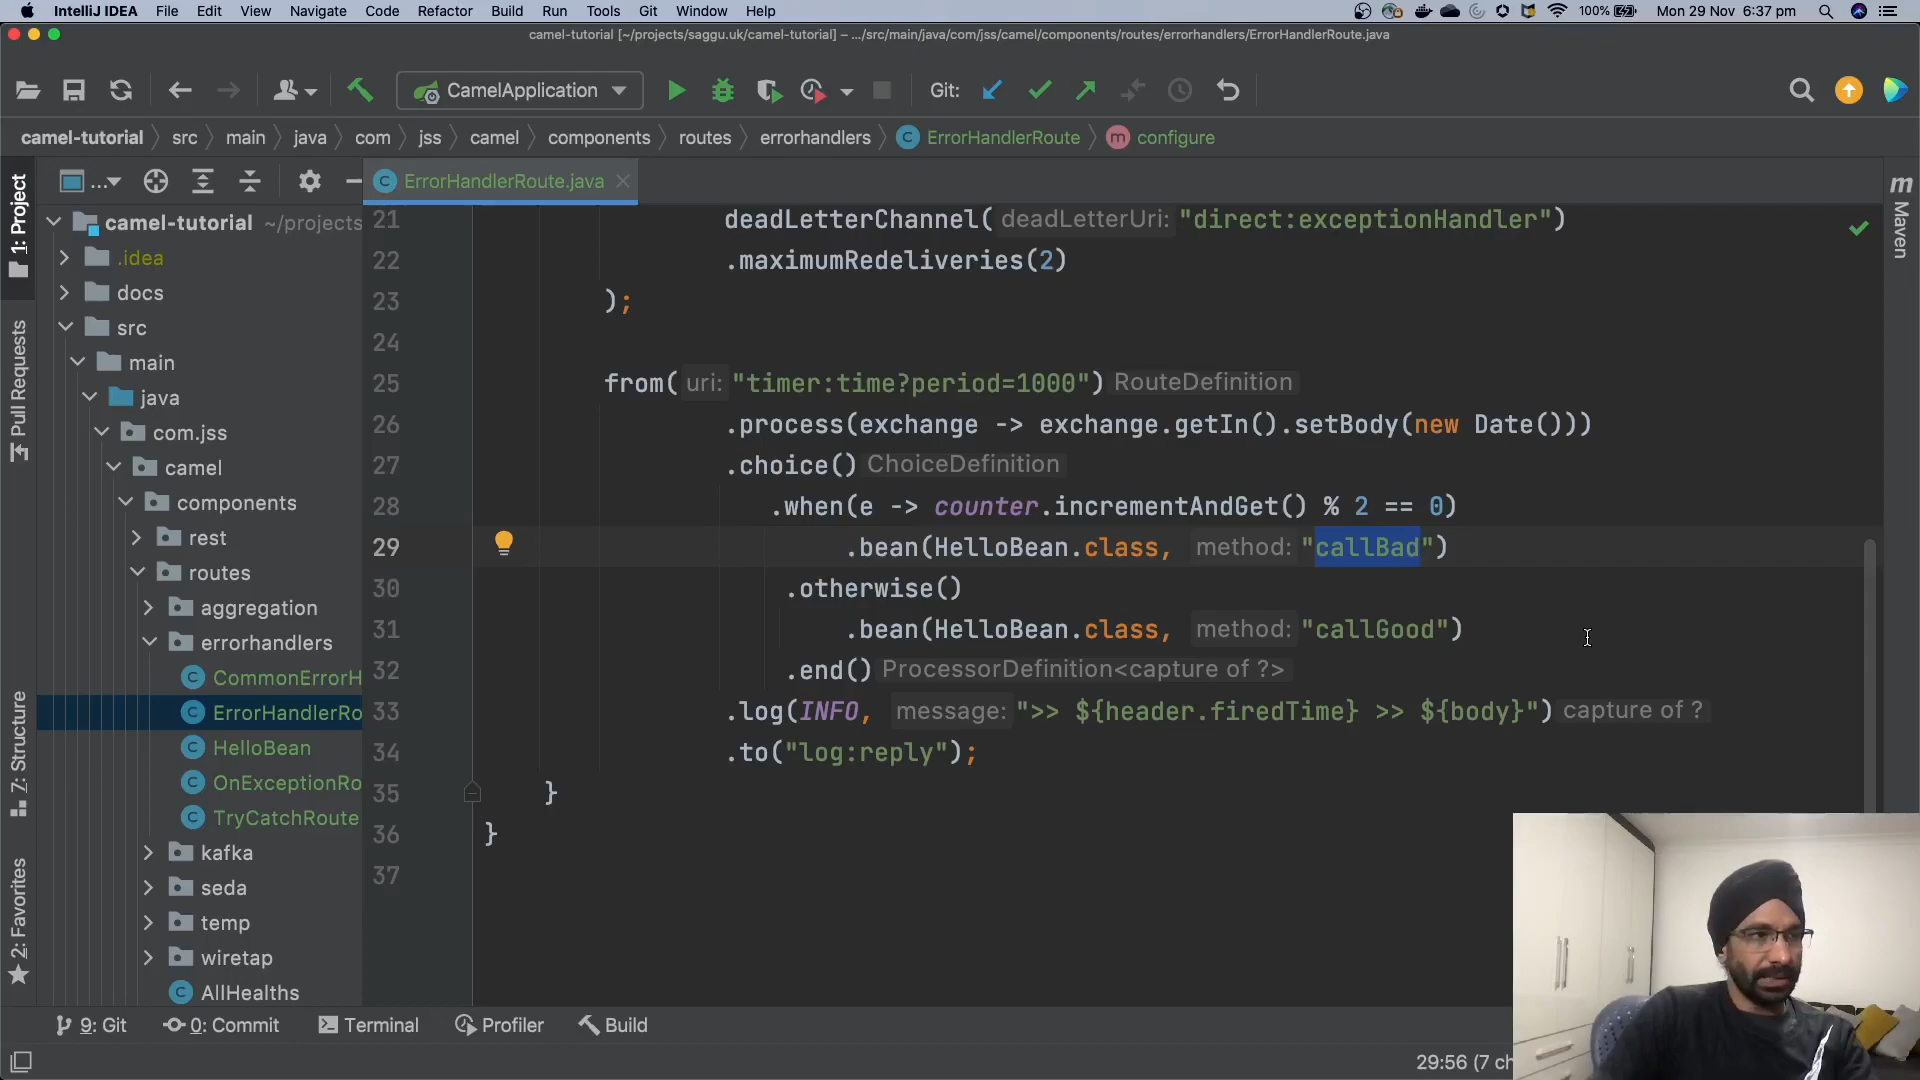 IntelliJ IDEA File Edit View Navigate Code Refactor Build Run Tools Git Window Help 100% Mon 29 Nov 6:37 pm
camel-tutorial [~/projects/saggu.uk/camel-tutorial] – .../src/main/java/com/jss/camel/components/routes/errorhandlers/ErrorHandlerRoute.java
CamelApplication Git:
camel-tutorial src main java com jss camel components routes errorhandlers ErrorHandlerRoute configure
... ErrorHandlerRoute.java
1: Project
Pull Requests
Z: Structure
2: Favorites
camel-tutorial ~/projects
.idea
docs
src
main
java
com.jss
camel
components
rest
routes
aggregation
errorhandlers
CommonErrorH
ErrorHandlerRo
HelloBean
OnExceptionRo
TryCatchRoute
kafka
seda
temp
wiretap
AllHealths
21 deadLetterChannel( deadLetterUri: "direct:exceptionHandler")
22 .maximumRedeliveries(2)
23 );
24
25 from( uri: "timer:time?period=1000") RouteDefinition
26 .process(exchange -> exchange.getIn().setBody(new Date()))
27 .choice() ChoiceDefinition
28 .when(e -> counter.incrementAndGet() % 2 == 0)
29 .bean(HelloBean.class, method: "callBad")
30 .otherwise()
31 .bean(HelloBean.class, method: "callGood")
32 .end() ProcessorDefinition<capture of ?>
33 .log(INFO, message: ">> ${header.firedTime} >> ${body}") capture of ?
34 .to("log:reply");
35 }
36 }
37
m Maven
9: Git 0: Commit Terminal Profiler Build
29:56 (7 ch